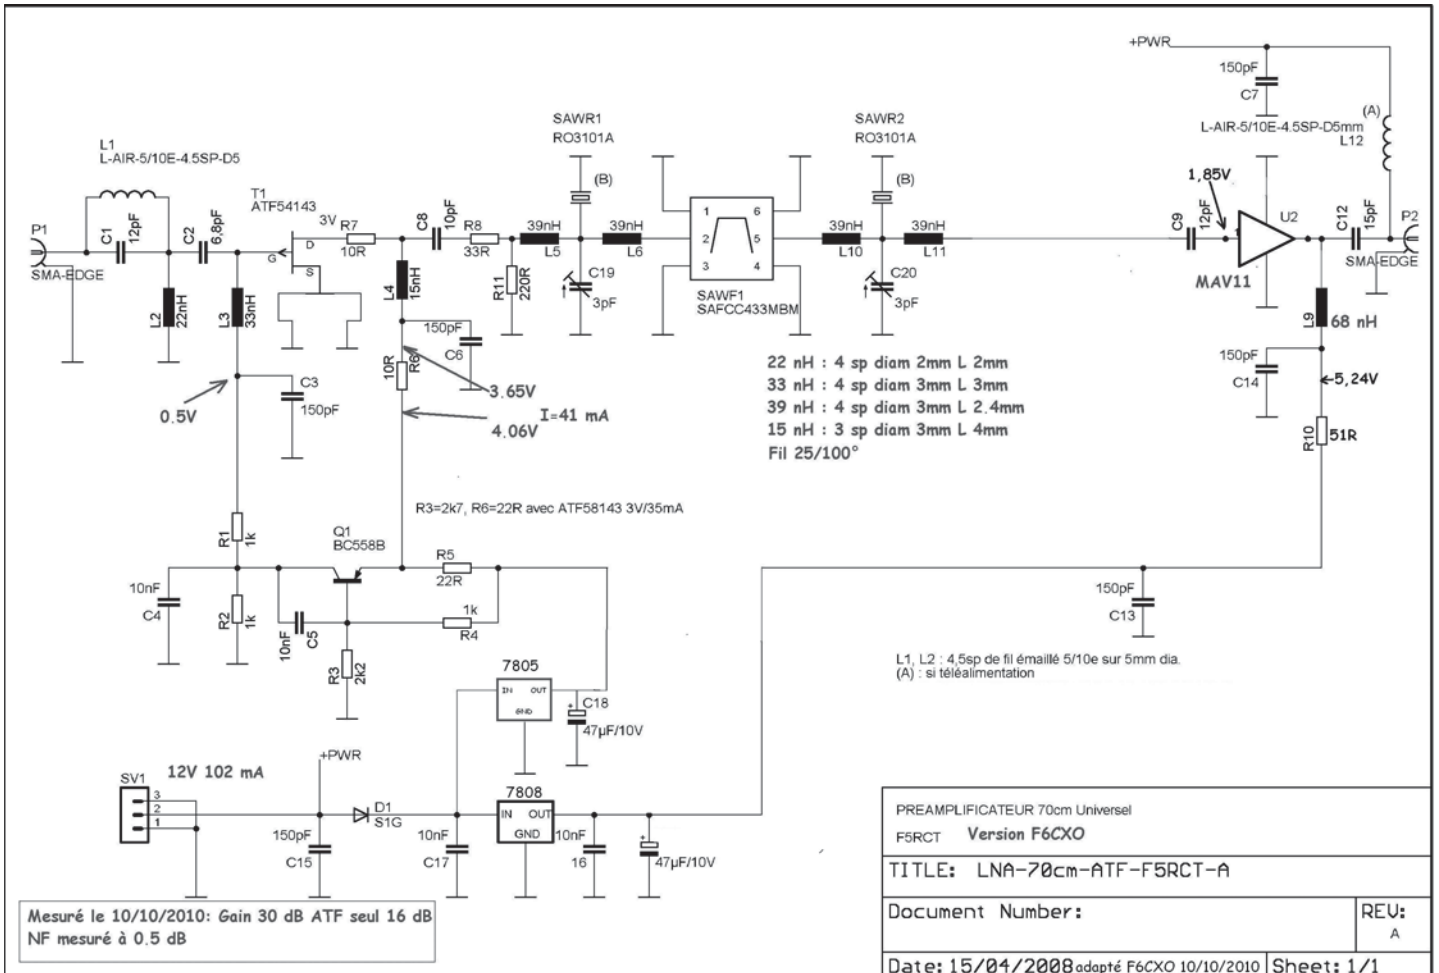 +PWR
150pF
C7
(A)
L-AIR-5/10E-4.5SP-D5mm
L12
SAWR1
RO3101A
SAWR2
RO3101A
L1
L-AIR-5/10E-4.5SP-D5
(B)
(B)
1,85V
T1
ATF54143
P1
SMA-EDGE
C1
12pF
C2
6,8pF
3V
G
D
S
R7
10R
C8
10pF
R8
33R
39nH
L5
39nH
L6
1
2
3
6
5
4
39nH
L10
39nH
L11
C9
12pF
1
U2
MAV11
C12
15pF
P2
SMA-EDGE
L2
22nH
L3
33nH
L4
15nH
R11
220R
C19
3pF
SAWF1
SAFCC433MBM
C20
3pF
L9
68 nH
150pF
C6
10R
R6
150pF
C14
5,24V
C3
150pF
0.5V
3.65V
4.06V
I=41 mA
22 nH : 4 sp diam 2mm L 2mm
33 nH : 4 sp diam 3mm L 3mm
39 nH : 4 sp diam 3mm L 2.4mm
15 nH : 3 sp diam 3mm L 4mm
Fil 25/100°
R10
51R
R3=2k7, R6=22R avec ATF58143 3V/35mA
R1
1k
Q1
BC558B
R5
22R
10nF
C4
R2
1k
10nF
C5
1k
R4
R3
2k2
150pF
C13
L1, L2 : 4,5sp de fil émaillé 5/10e sur 5mm dia.
(A) : si téléalimentation
7805
IN
OUT
GND
C18
+
47µF/10V
+PWR
SV1
12V 102 mA
3
2
1
D1
S1G
7808
IN
OUT
GND
150pF
C15
10nF
C17
10nF
16
+
47µF/10V
PREAMPLIFICATEUR 70cm Universel
F5RCT Version F6CXO
TITLE: LNA-70cm-ATF-F5RCT-A
Document Number:
REV:
A
Date: 15/04/2008 adapté F6CXO 10/10/2010
Sheet: 1/1
Mesuré le 10/10/2010: Gain 30 dB ATF seul 16 dB
NF mesuré à 0.5 dB